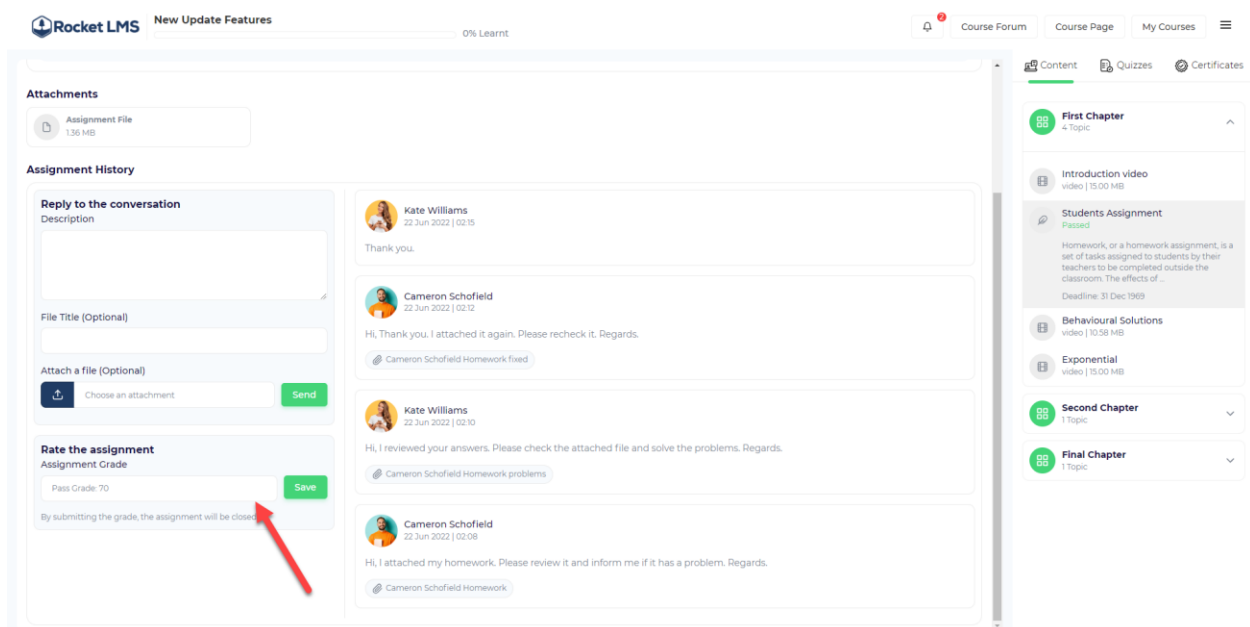 Rocket LMS
New Update Features
0% Learnt
2
Course Forum
Course Page
My Courses
Attachments
Assignment File
1.36 MB
Assignment History
Reply to the conversation
Description
File Title (Optional)
Attach a file (Optional)
Choose an attachment
Send
Rate the assignment
Assignment Grade
Pass Grade: 70
Save
By submitting the grade, the assignment will be closed
Kate Williams
22 Jun 2022 | 02:15
Thank you.
Cameron Schofield
22 Jun 2022 | 02:12
Hi, Thank you. I attached it again. Please recheck it. Regards.
Cameron Schofield Homework fixed
Kate Williams
22 Jun 2022 | 02:10
Hi, I reviewed your answers. Please check the attached file and solve the problems. Regards.
Cameron Schofield Homework problems
Cameron Schofield
22 Jun 2022 | 02:08
Hi, I attached my homework. Please review it and inform me if it has a problem. Regards.
Cameron Schofield Homework
Content
Quizzes
Certificates
First Chapter
4 Topic
Introduction video
video | 15.00 MB
Students Assignment
Passed
Homework, or a homework assignment, is a
set of tasks assigned to students by their
teachers to be completed outside the
classroom. The effects of ...
Deadline: 31 Dec 1969
Behavioural Solutions
video | 10.58 MB
Exponential
video | 15.00 MB
Second Chapter
1 Topic
Final Chapter
1 Topic